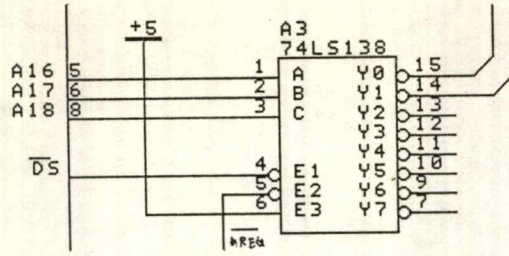 +5
A3
74LS138
A16 5 1 A Y0 15
A17 6 2 B Y1 14
A18 8 3 C Y2 13
Y3 12
Y4 11
DS 4 E1 Y5 10
5 E2 Y6 9
6 E3 Y7 7